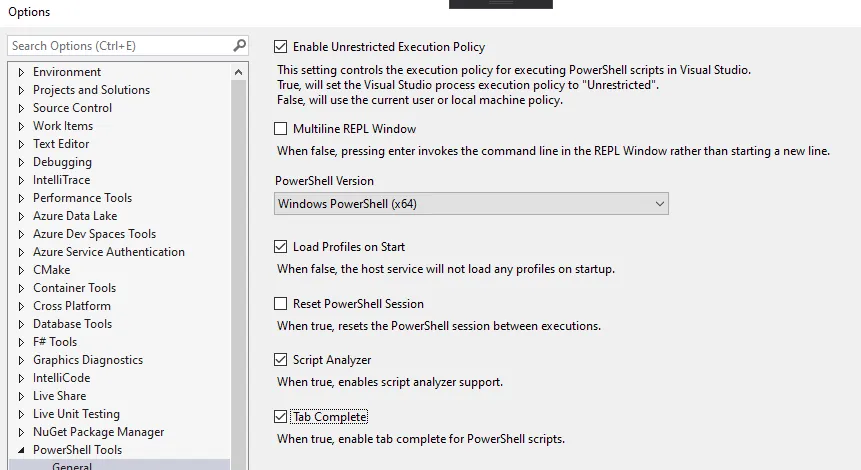 Options
Search Options (Ctrl+E)
Environment
Projects and Solutions
Source Control
Work Items
Text Editor
Debugging
IntelliTrace
Performance Tools
Azure Data Lake
Azure Dev Spaces Tools
Azure Service Authentication
CMake
Container Tools
Cross Platform
Database Tools
F# Tools
Graphics Diagnostics
IntelliCode
Live Share
Live Unit Testing
NuGet Package Manager
PowerShell Tools
General
Enable Unrestricted Execution Policy
This setting controls the execution policy for executing PowerShell scripts in Visual Studio.
True, will set the Visual Studio process execution policy to "Unrestricted".
False, will use the current user or local machine policy.
Multiline REPL Window
When false, pressing enter invokes the command line in the REPL Window rather than starting a new line.
PowerShell Version
Windows PowerShell (x64)
Load Profiles on Start
When false, the host service will not load any profiles on startup.
Reset PowerShell Session
When true, resets the PowerShell session between executions.
Script Analyzer
When true, enables script analyzer support.
Tab Complete
When true, enable tab complete for PowerShell scripts.